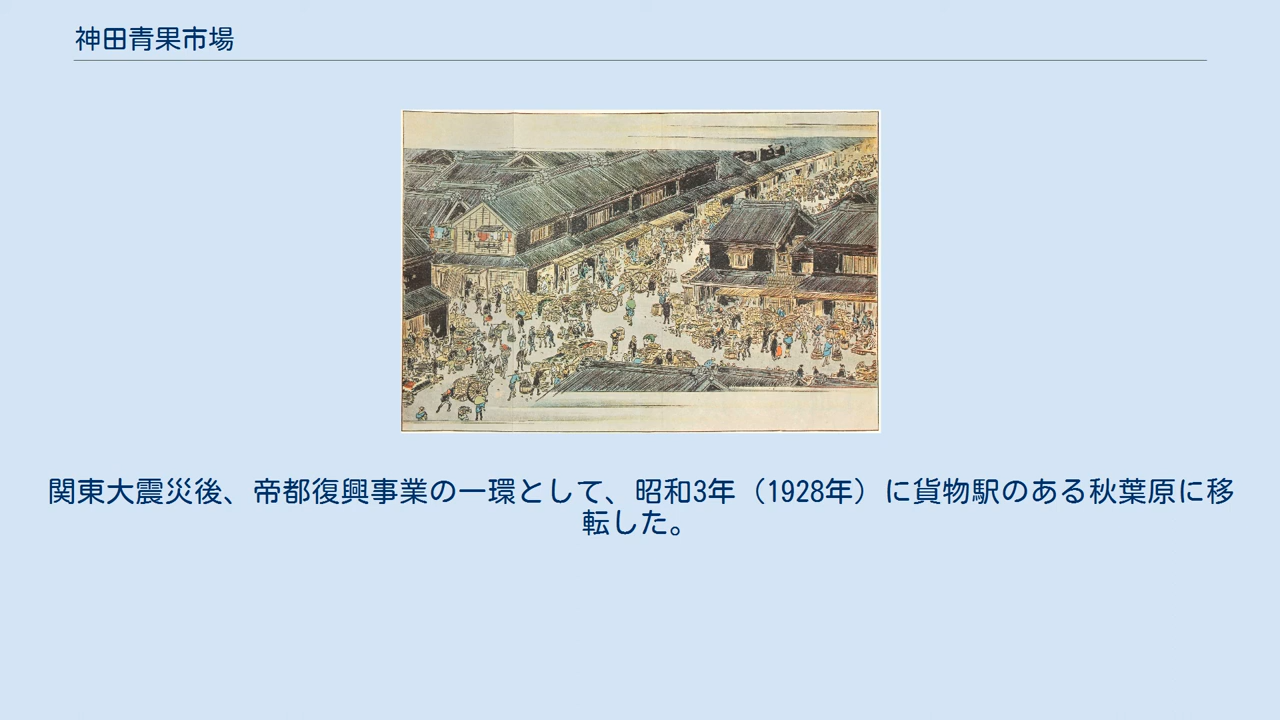 神田青果市場
関東大震災後、帝都復興事業の一環として、昭和3年（1928年）に貨物駅のある秋葉原に移
転した。